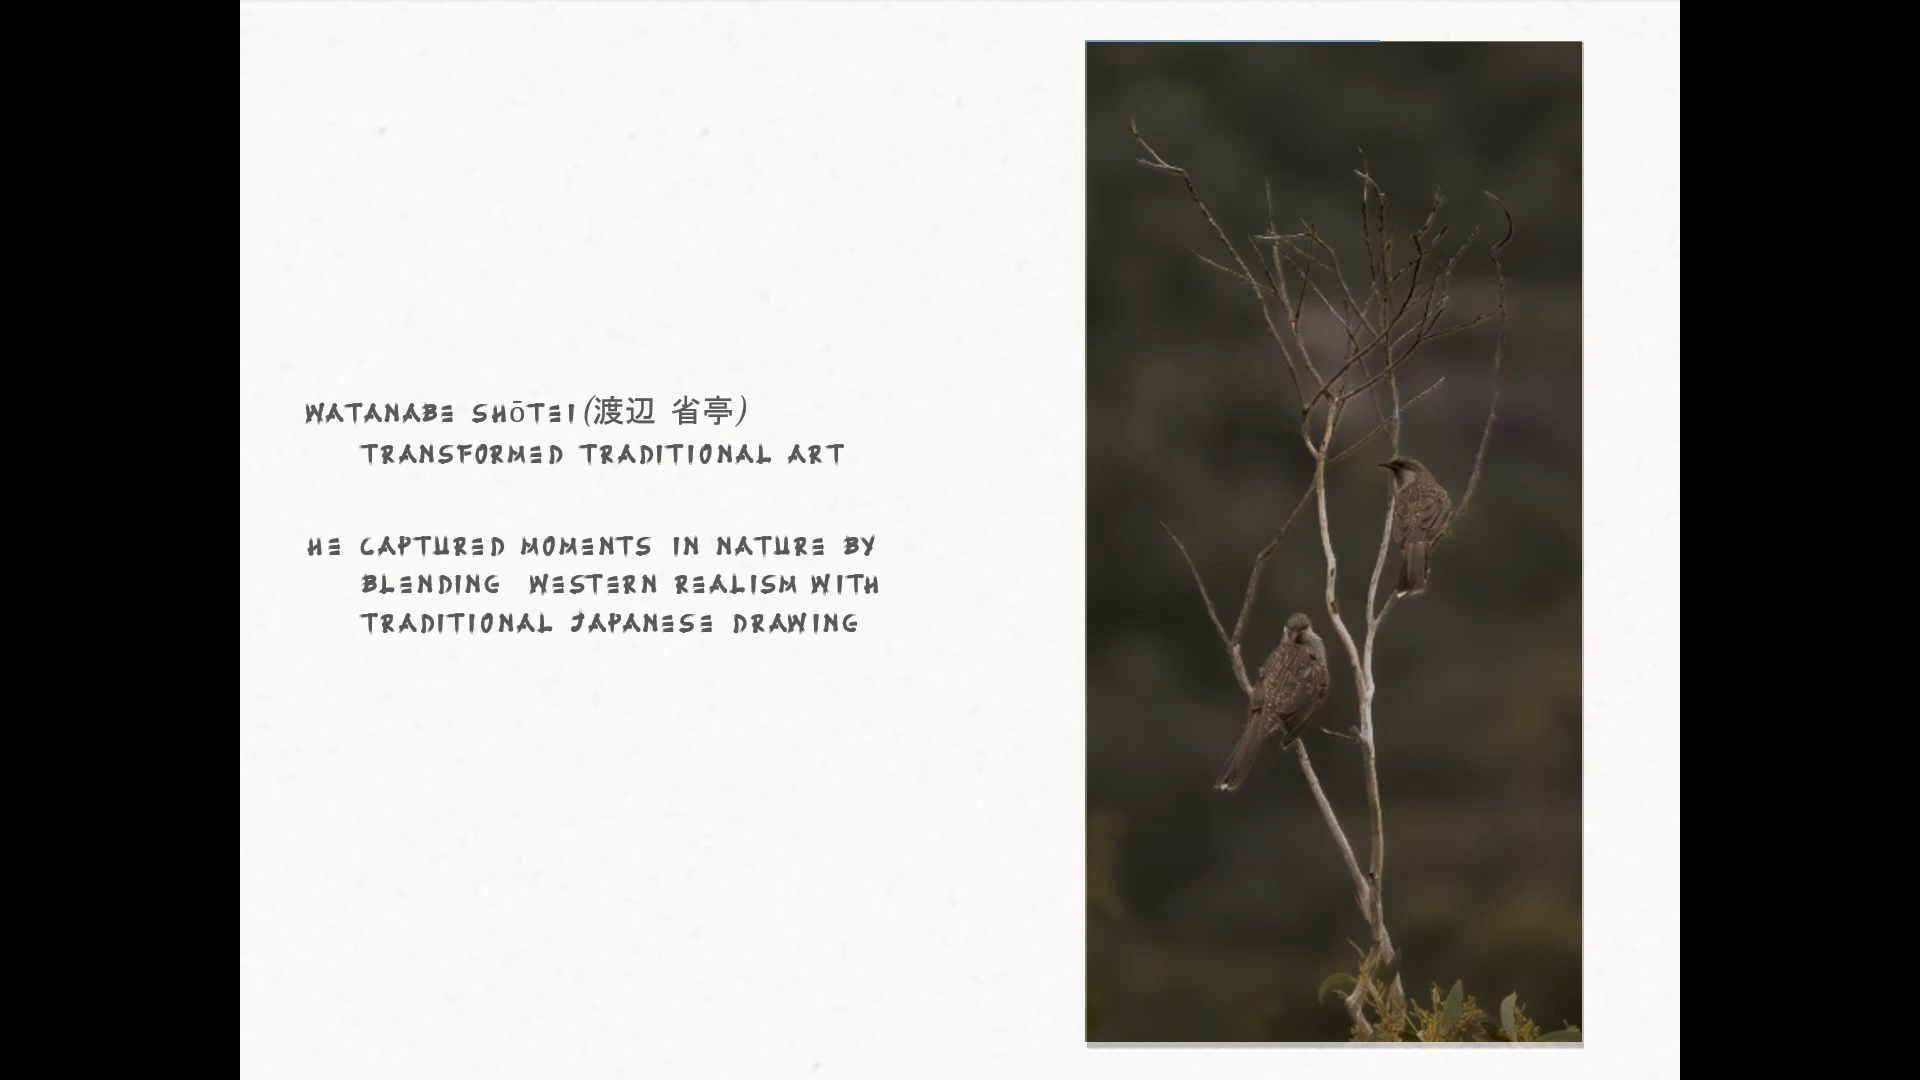 WATANABE SHŌTEI (渡辺 省亭)
TRANSFORMED TRADITIONAL ART
HE CAPTURED MOMENTS IN NATURE BY
BLENDING WESTERN REALISM WITH
TRADITIONAL JAPANESE DRAWING